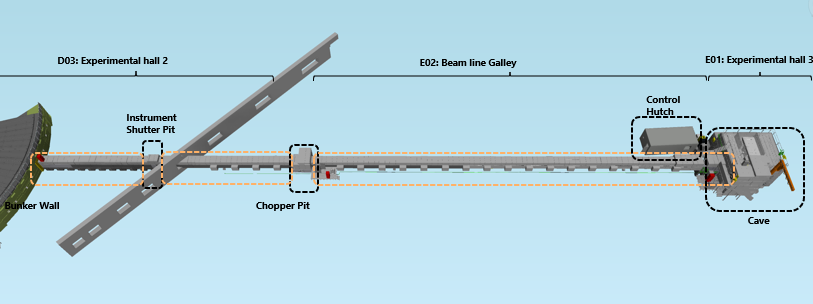 D03: Experimental hall 2
E02: Beam line Galley
E01: Experimental hall 3
Instrument
Shutter Pit
Control
Hutch
Bunker Wall
Chopper Pit
Cave